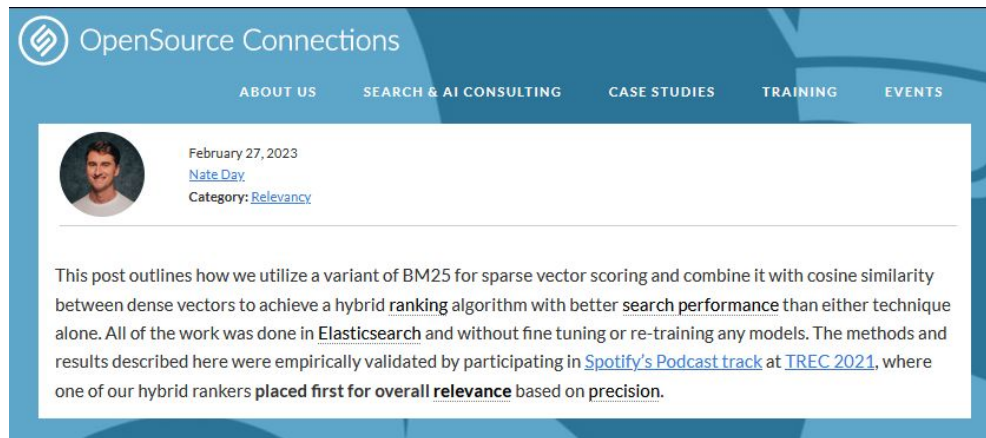 OpenSource Connections
ABOUT US SEARCH & AI CONSULTING CASE STUDIES TRAINING EVENTS
February 27, 2023
Nate Day
Category: Relevancy
This post outlines how we utilize a variant of BM25 for sparse vector scoring and combine it with cosine similarity
between dense vectors to achieve a hybrid ranking algorithm with better search performance than either technique
alone. All of the work was done in Elasticsearch and without fine tuning or re-training any models. The methods and
results described here were empirically validated by participating in Spotify's Podcast track at TREC 2021, where
one of our hybrid rankers placed first for overall relevance based on precision.